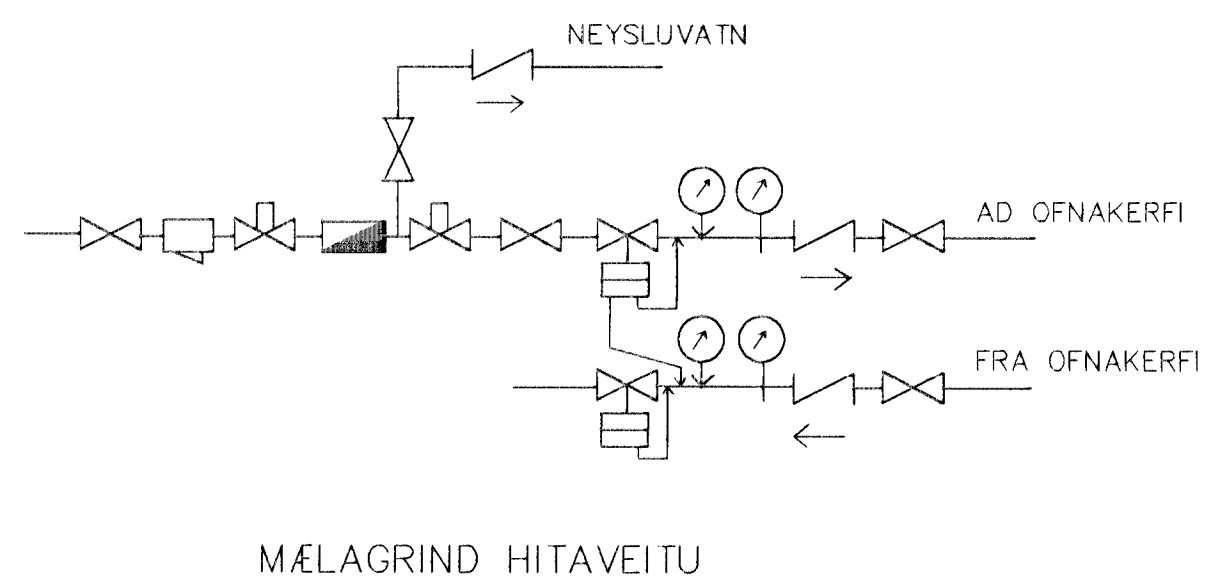 NEYSLUVATN
AD OFNAKERFI
FRA OFNAKERFI
MÆLAGRIND HITAVEITU